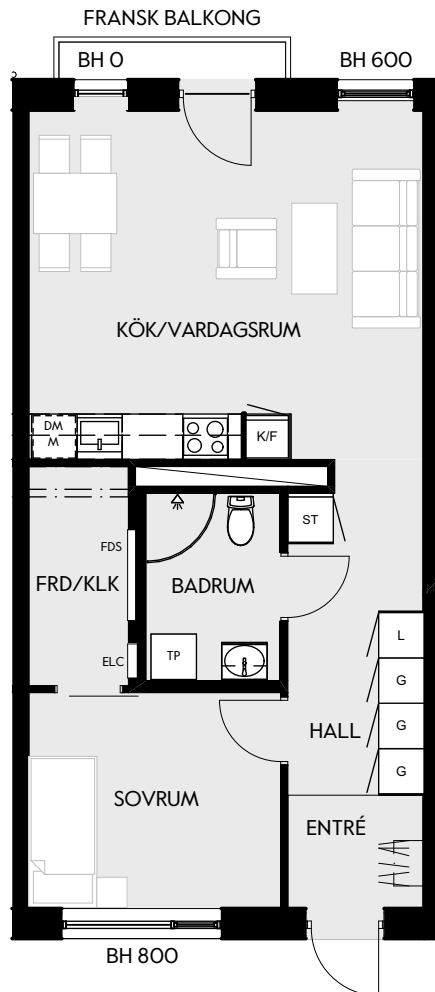 FRANSK BALKONG
BH 0
BH 600
KÖK/VARDAGSRUM
DM
M
K/F
ST
FDS
FRD/KLK
BADRUM
L
ELC
TP
G
G
HALL
G
SOVRUM
ENTRÉ
BH 800